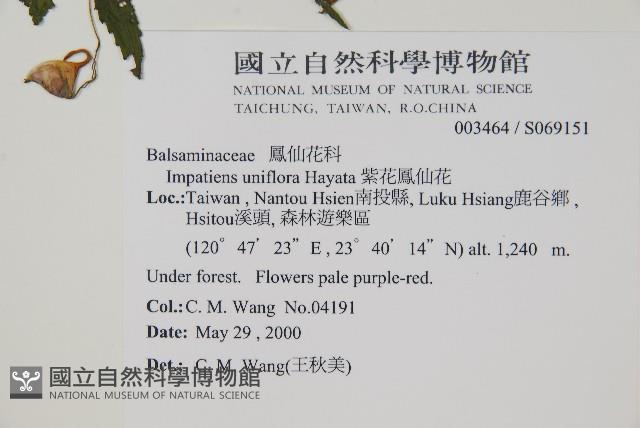 國立自然科學博物館
NATIONAL MUSEUM OF NATURAL SCIENCE
TAICHUNG, TAIWAN, R.O.CHINA
003464 / S069151
Balsaminaceae 鳳仙花科
Impatiens uniflora Hayata 紫花鳳仙花
Loc.:Taiwan , Nantou Hsien南投縣, Luku Hsiang鹿谷鄉 ,
Hsitou溪頭, 森林遊樂區
(120° 47’ 23” E , 23° 40’ 14” N) alt. 1,240 m.
Under forest. Flowers pale purple-red.
Col.: C. M. Wang No.04191
Date: May 29 , 2000
Det.: C. M. Wang(王秋美)
國立自然科學博物館
NATIONAL MUSEUM OF NATURAL SCIENCE